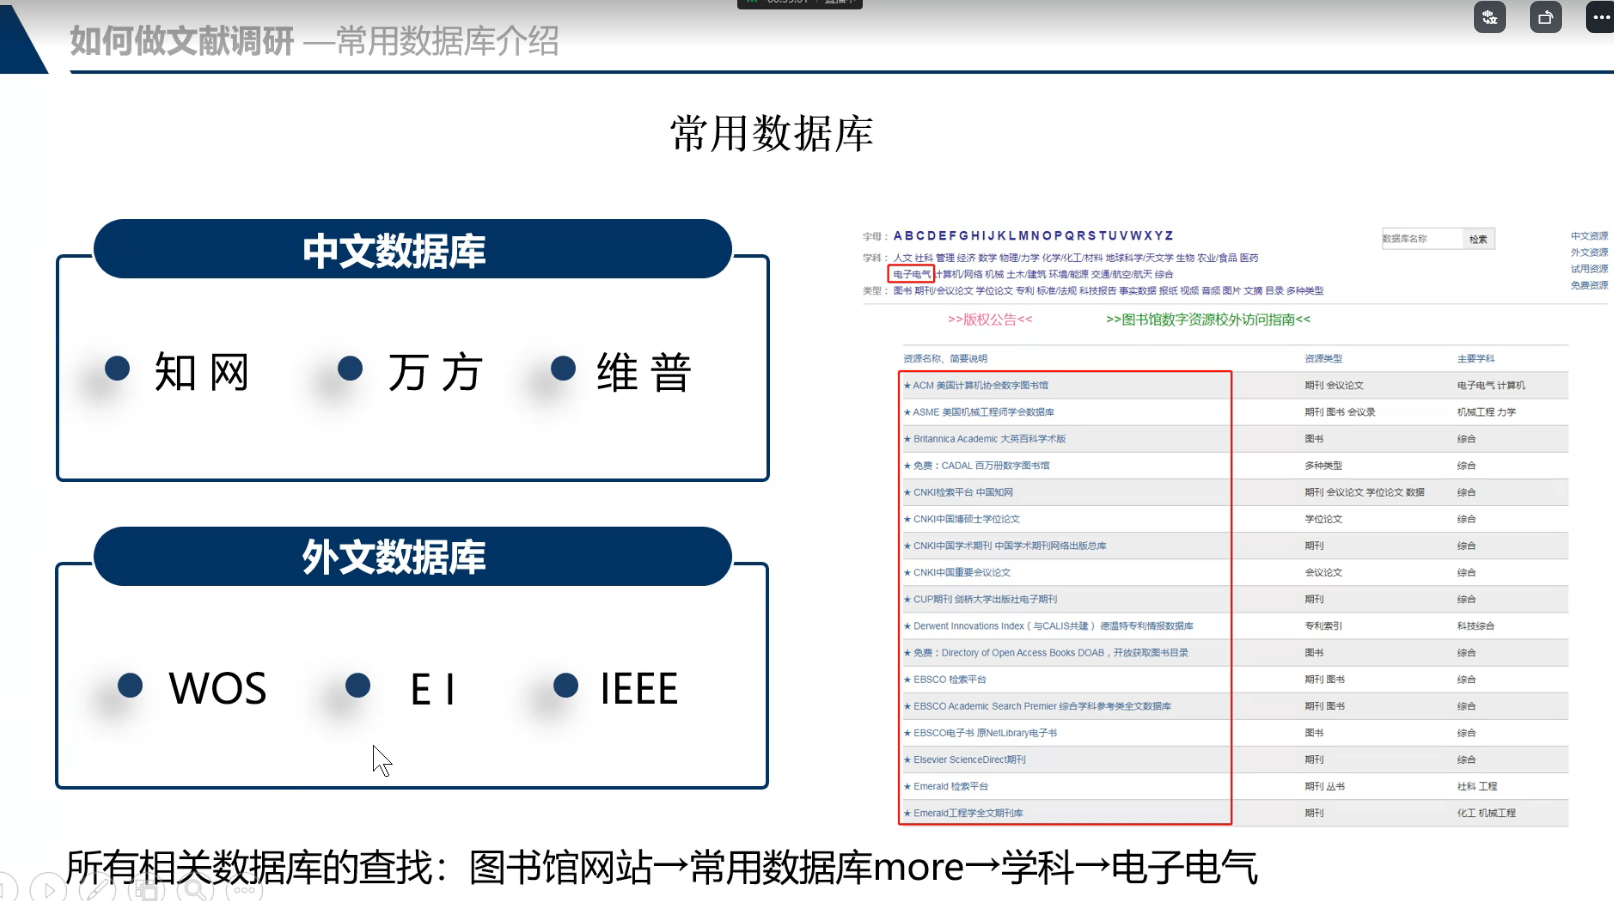 如何做文献调研 —常用数据库介绍
常用数据库
中文数据库
知 网
万 方
维 普
外文数据库
WOS
E I
IEEE
字母： A B C D E F G H I J K L M N O P Q R S T U V W X Y Z
数据库名称 检索
学科： 人文 社科 管理 经济 数学 物理/力学 化学/化工/材料 地球科学/天文学 生物 农业/食品 医药
电子电气 计算机/网络 机械 土木/建筑 环境/能源 交通/航空/航天 综合
类型： 图书 期刊/会议论文 学位论文 专利 标准/法规 科技报告 事实数据 报纸 视频 音频 图片 文摘 目录 多种类型
中文资源
外文资源
试用资源
免费资源
>>版权公告<< >>图书馆数字资源校外访问指南<<
资源名称、简要说明 资源类型 主要学科
★ ACM 美国计算机协会数字图书馆 期刊 会议论文 电子电气 计算机
★ ASME 美国机械工程师学会数据库 期刊 图书 会议录 机械工程 力学
★ Britannica Academic 大英百科学术版 图书 综合
★ 免费：CADAL 百万册数字图书馆 多种类型 综合
★ CNKI检索平台 中国知网 期刊 会议论文 学位论文 数据 综合
★ CNKI中国博硕士学位论文 学位论文 综合
★ CNKI中国学术期刊 中国学术期刊网络出版总库 期刊 综合
★ CNKI中国重要会议论文 会议论文 综合
★ CUP期刊 剑桥大学出版社电子期刊 期刊 综合
★ Derwent Innovations Index（与CALIS共建） 德温特专利情报数据库 专利索引 科技综合
★ 免费：Directory of Open Access Books DOAB，开放获取图书目录 图书 综合
★ EBSCO 检索平台 期刊 图书 综合
★ EBSCO Academic Search Premier 综合学科参考类全文数据库 期刊 图书 综合
★ EBSCO电子书 原NetLibrary电子书 图书 综合
★ Elsevier ScienceDirect期刊 期刊 综合
★ Emerald 检索平台 期刊 丛书 社科 工程
★ Emerald工程学全文期刊库 期刊 化工 机械工程
所有相关数据库的查找：图书馆网站→常用数据库more→学科→电子电气